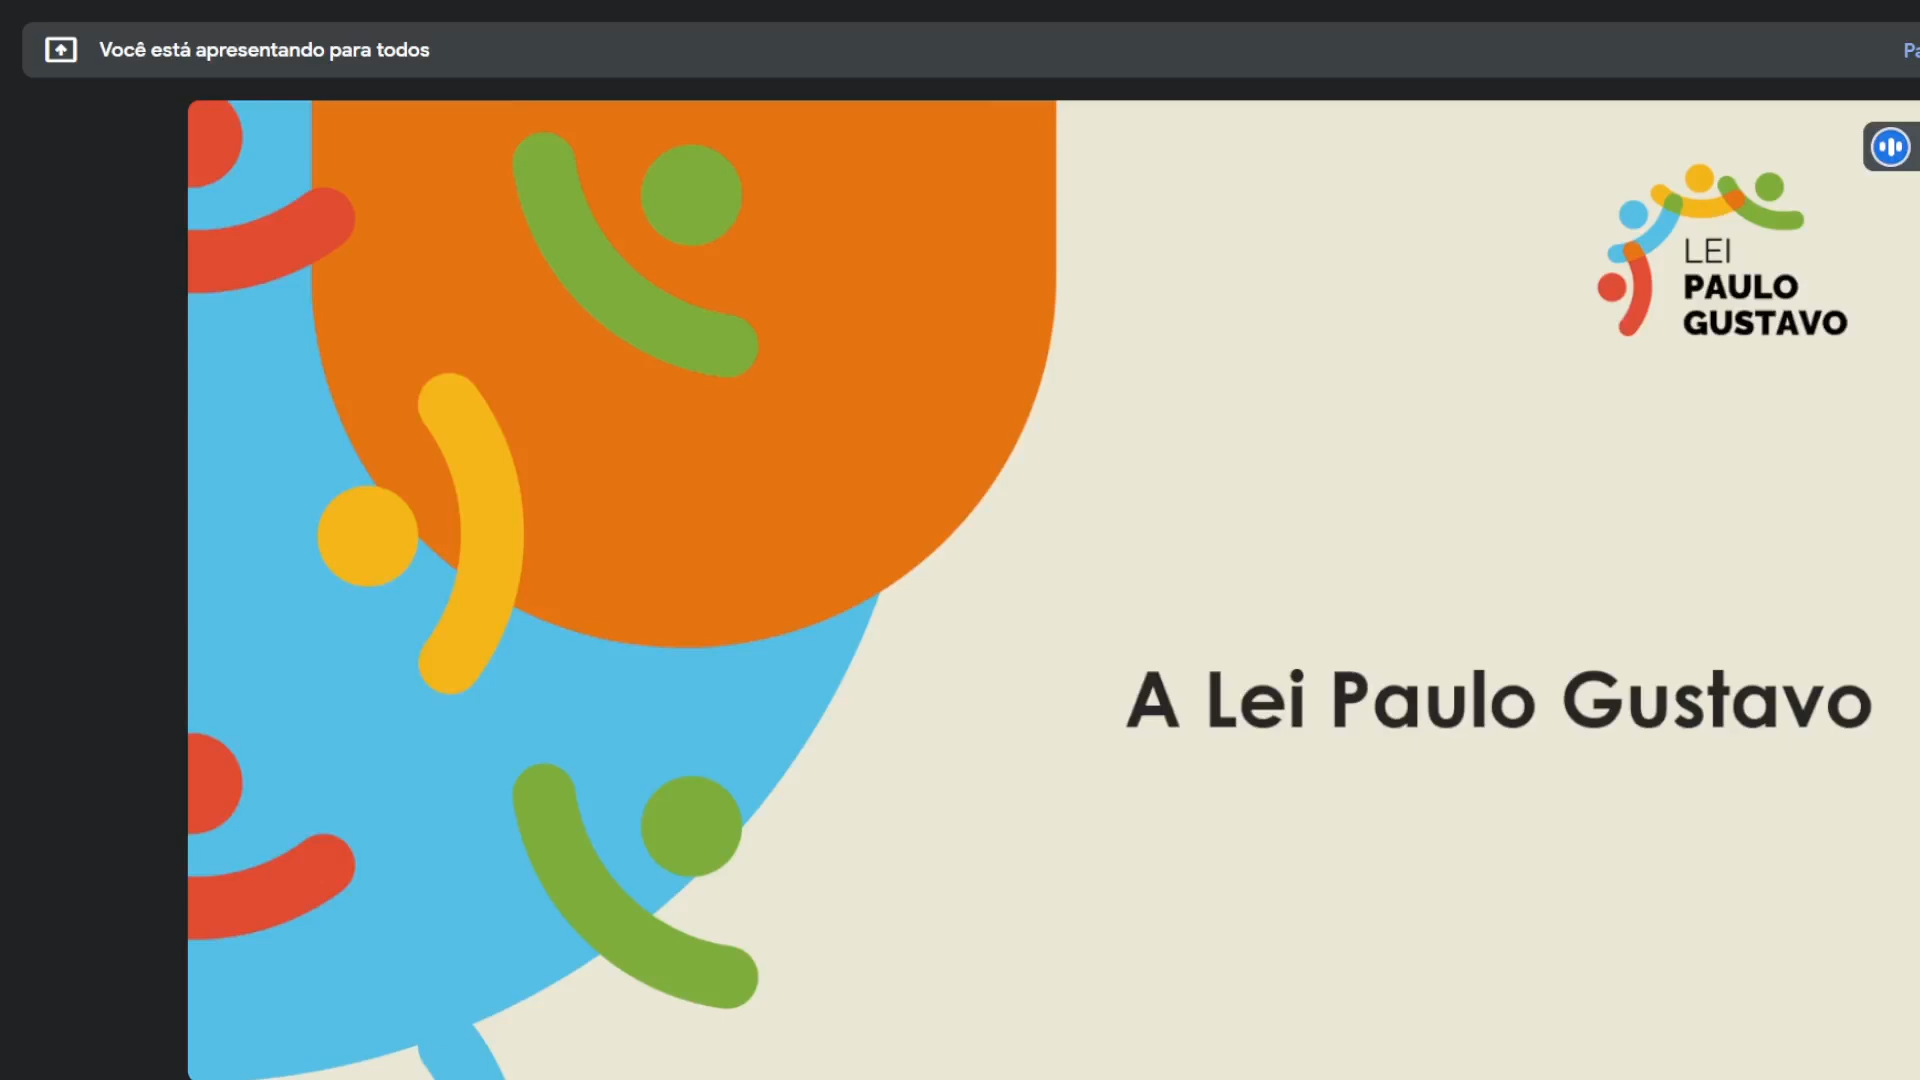 Você está apresentando para todos
LEI
PAULO
GUSTAVO
A Lei Paulo Gustavo